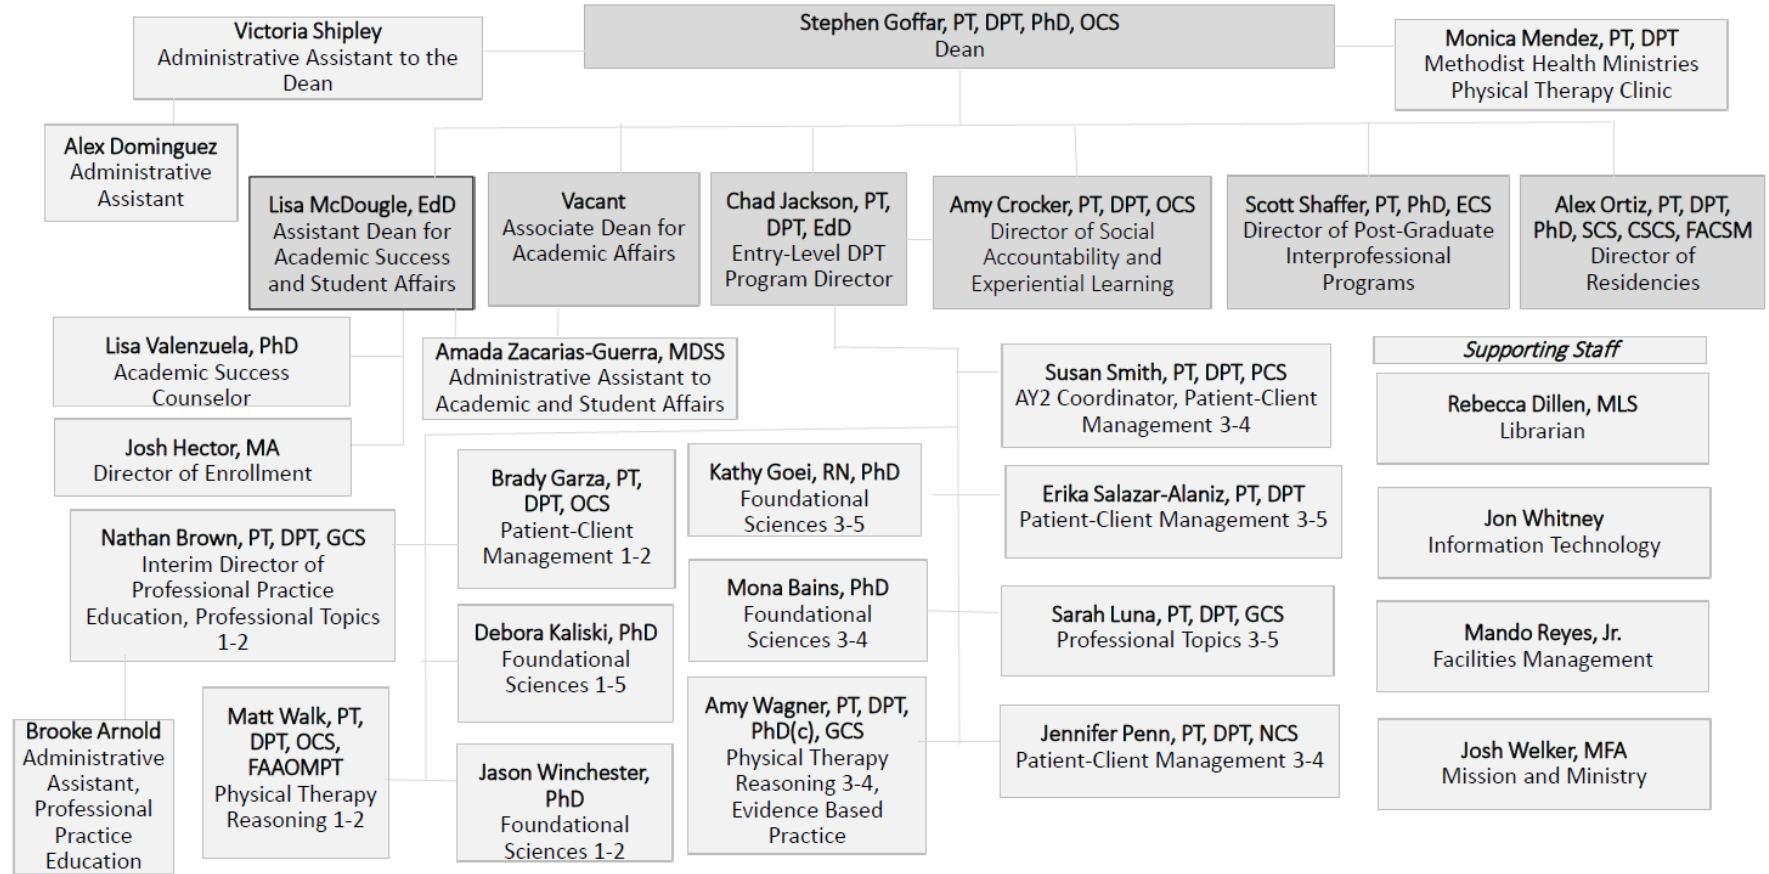 Victoria Shipley
Administrative Assistant to the
Dean
Stephen Goffar, PT, DPT, PhD, OCS
Dean
Monica Mendez, PT, DPT
Methodist Health Ministries
Physical Therapy Clinic
Alex Dominguez
Administrative
Assistant
Lisa McDougle, EdD
Assistant Dean for
Academic Success
and Student Affairs
Vacant
Associate Dean for
Academic Affairs
Chad Jackson, PT,
DPT, EdD
Entry-Level DPT
Program Director
Amy Crocker, PT, DPT, OCS
Director of Social
Accountability and
Experiential Learning
Scott Shaffer, PT, PhD, ECS
Director of Post-Graduate
Interprofessional
Programs
Alex Ortiz, PT, DPT,
PhD, SCS, CSCS, FACSM
Director of
Residencies
Lisa Valenzuela, PhD
Academic Success
Counselor
Amada Zacarias-Guerra, MDSS
Administrative Assistant to
Academic and Student Affairs
Josh Hector, MA
Director of Enrollment
Nathan Brown, PT, DPT, GCS
Interim Director of
Professional Practice
Education, Professional Topics
1-2
Brooke Arnold
Administrative
Assistant,
Professional
Practice
Education
Matt Walk, PT,
DPT, OCS,
FAAOMPT
Physical Therapy
Reasoning 1-2
Brady Garza, PT,
DPT, OCS
Patient-Client
Management 1-2
Debora Kaliski, PhD
Foundational
Sciences 1-5
Jason Winchester,
PhD
Foundational
Sciences 1-2
Kathy Goei, RN, PhD
Foundational
Sciences 3-5
Mona Bains, PhD
Foundational
Sciences 3-4
Amy Wagner, PT, DPT,
PhD(c), GCS
Physical Therapy
Reasoning 3-4,
Evidence Based
Practice
Susan Smith, PT, DPT, PCS
AY2 Coordinator, Patient-Client
Management 3-4
Erika Salazar-Alaniz, PT, DPT
Patient-Client Management 3-5
Sarah Luna, PT, DPT, GCS
Professional Topics 3-5
Jennifer Penn, PT, DPT, NCS
Patient-Client Management 3-4
Supporting Staff
Rebecca Dillen, MLS
Librarian
Jon Whitney
Information Technology
Mando Reyes, Jr.
Facilities Management
Josh Welker, MFA
Mission and Ministry